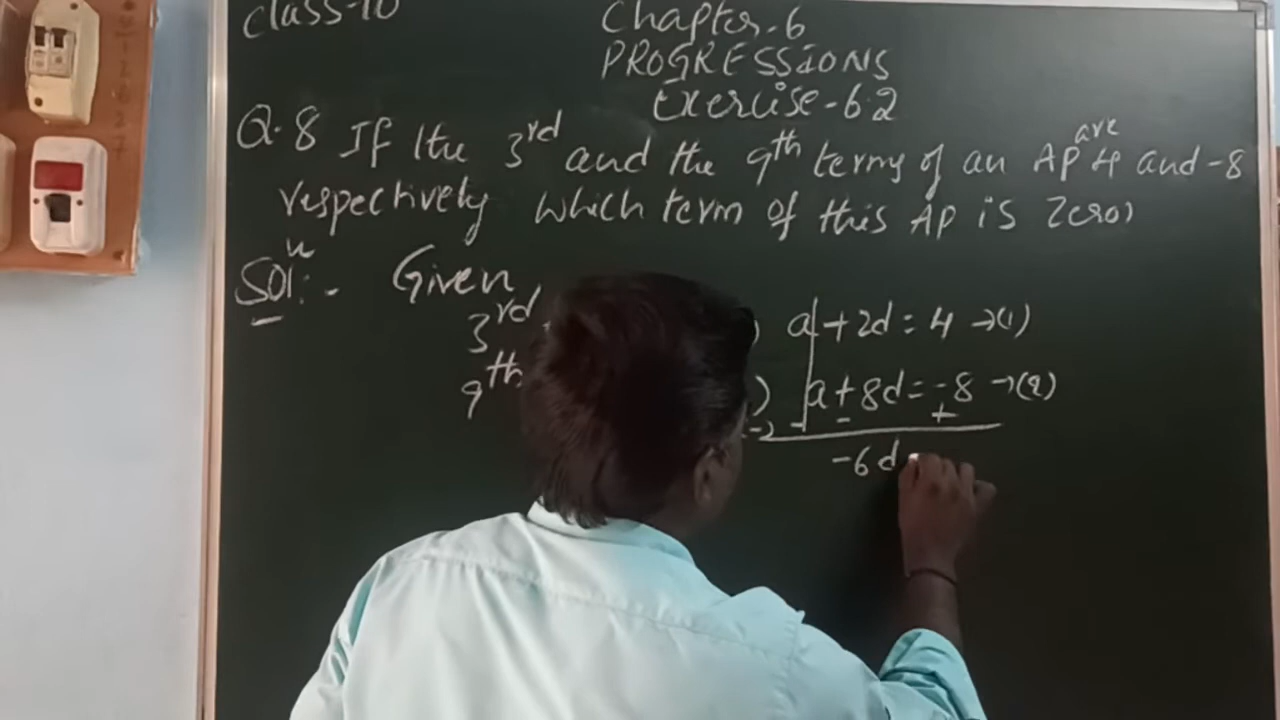 Class-10
Chapter-6
PROGRESSIONS
Exercise-6.2
Q.8 If the 3rd and the 9th terms of an AP are 4 and -8
respectively which term of this AP is Zero?
Soln:- Given
3rd a+2d=4 →(1)
9th a+8d=-8 →(2)
- - +
-6d